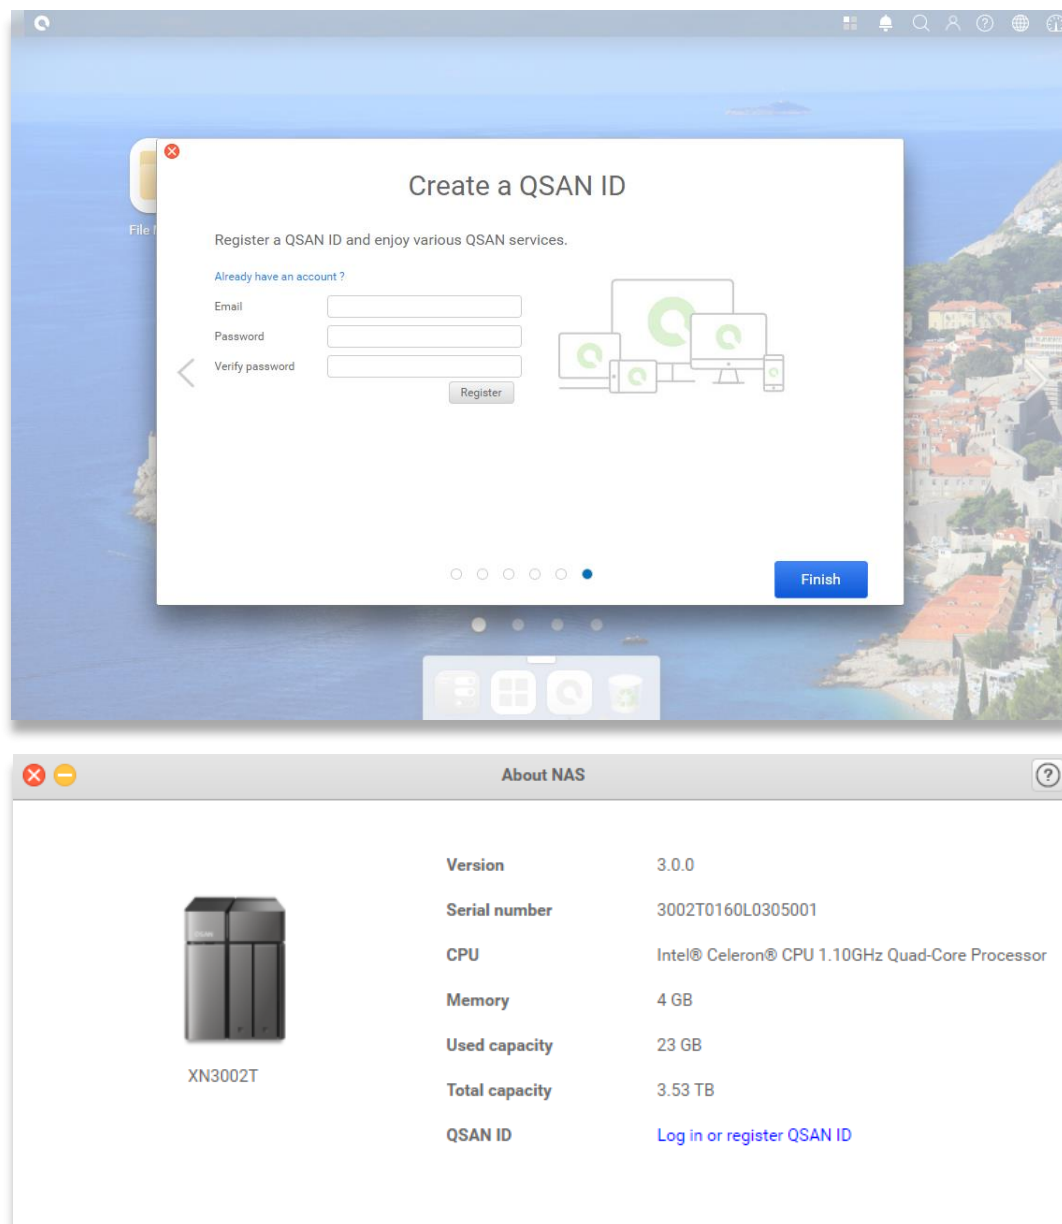 Create a QSAN ID
File
Register a QSAN ID and enjoy various QSAN services.
Already have an account ?
Email
Password
Verify password
Register
Finish
About NAS
Version 3.0.0
Serial number 3002T0160L0305001
CPU Intel® Celeron® CPU 1.10GHz Quad-Core Processor
Memory 4 GB
QSAN
Used capacity 23 GB
XN3002T
Total capacity 3.53 TB
QSAN ID Log in or register QSAN ID